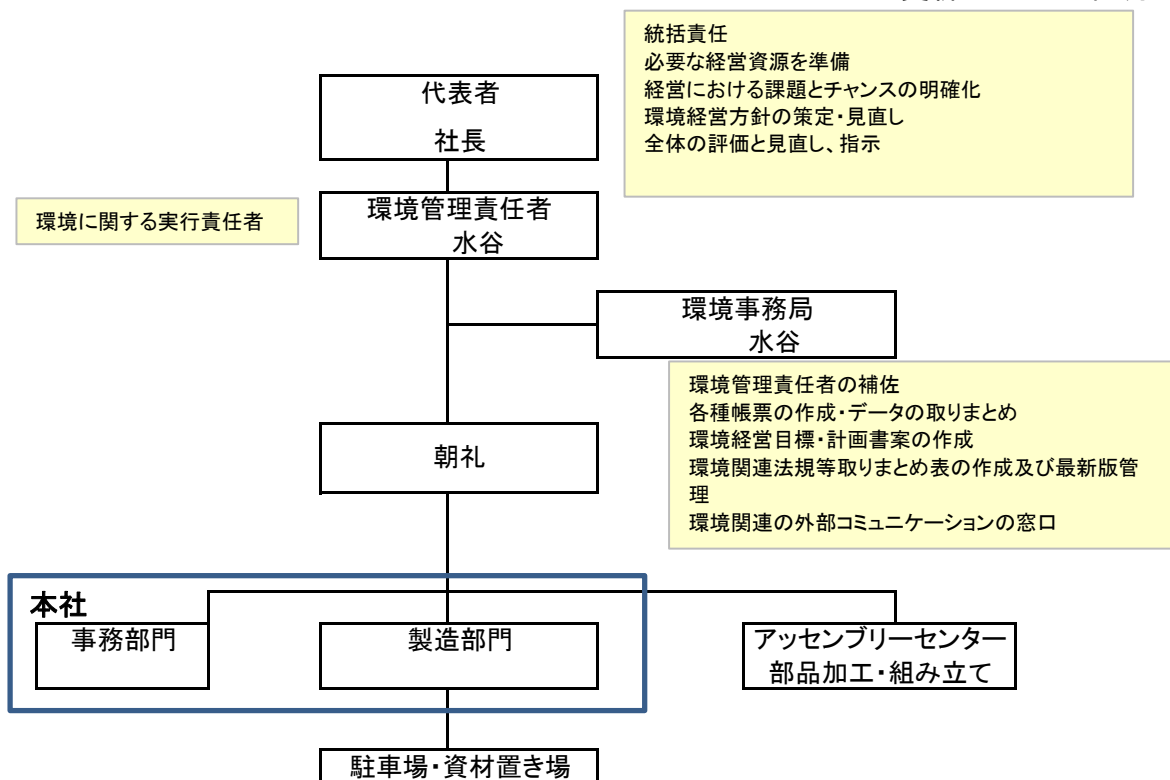 統括責任
必要な経営資源を準備
経営における課題とチャンスの明確化
環境経営方針の策定・見直し
全体の評価と見直し、指示
代表者
社長
環境に関する実行責任者
環境管理責任者
水谷
環境事務局
水谷
環境管理責任者の補佐
各種帳票の作成・データの取りまとめ
環境経営目標・計画書案の作成
環境関連法規等取りまとめ表の作成及び最新版管
理
環境関連の外部コミュニケーションの窓口
朝礼
本社
事務部門
製造部門
アッセンブリーセンター
部品加工・組み立て
駐車場・資材置き場